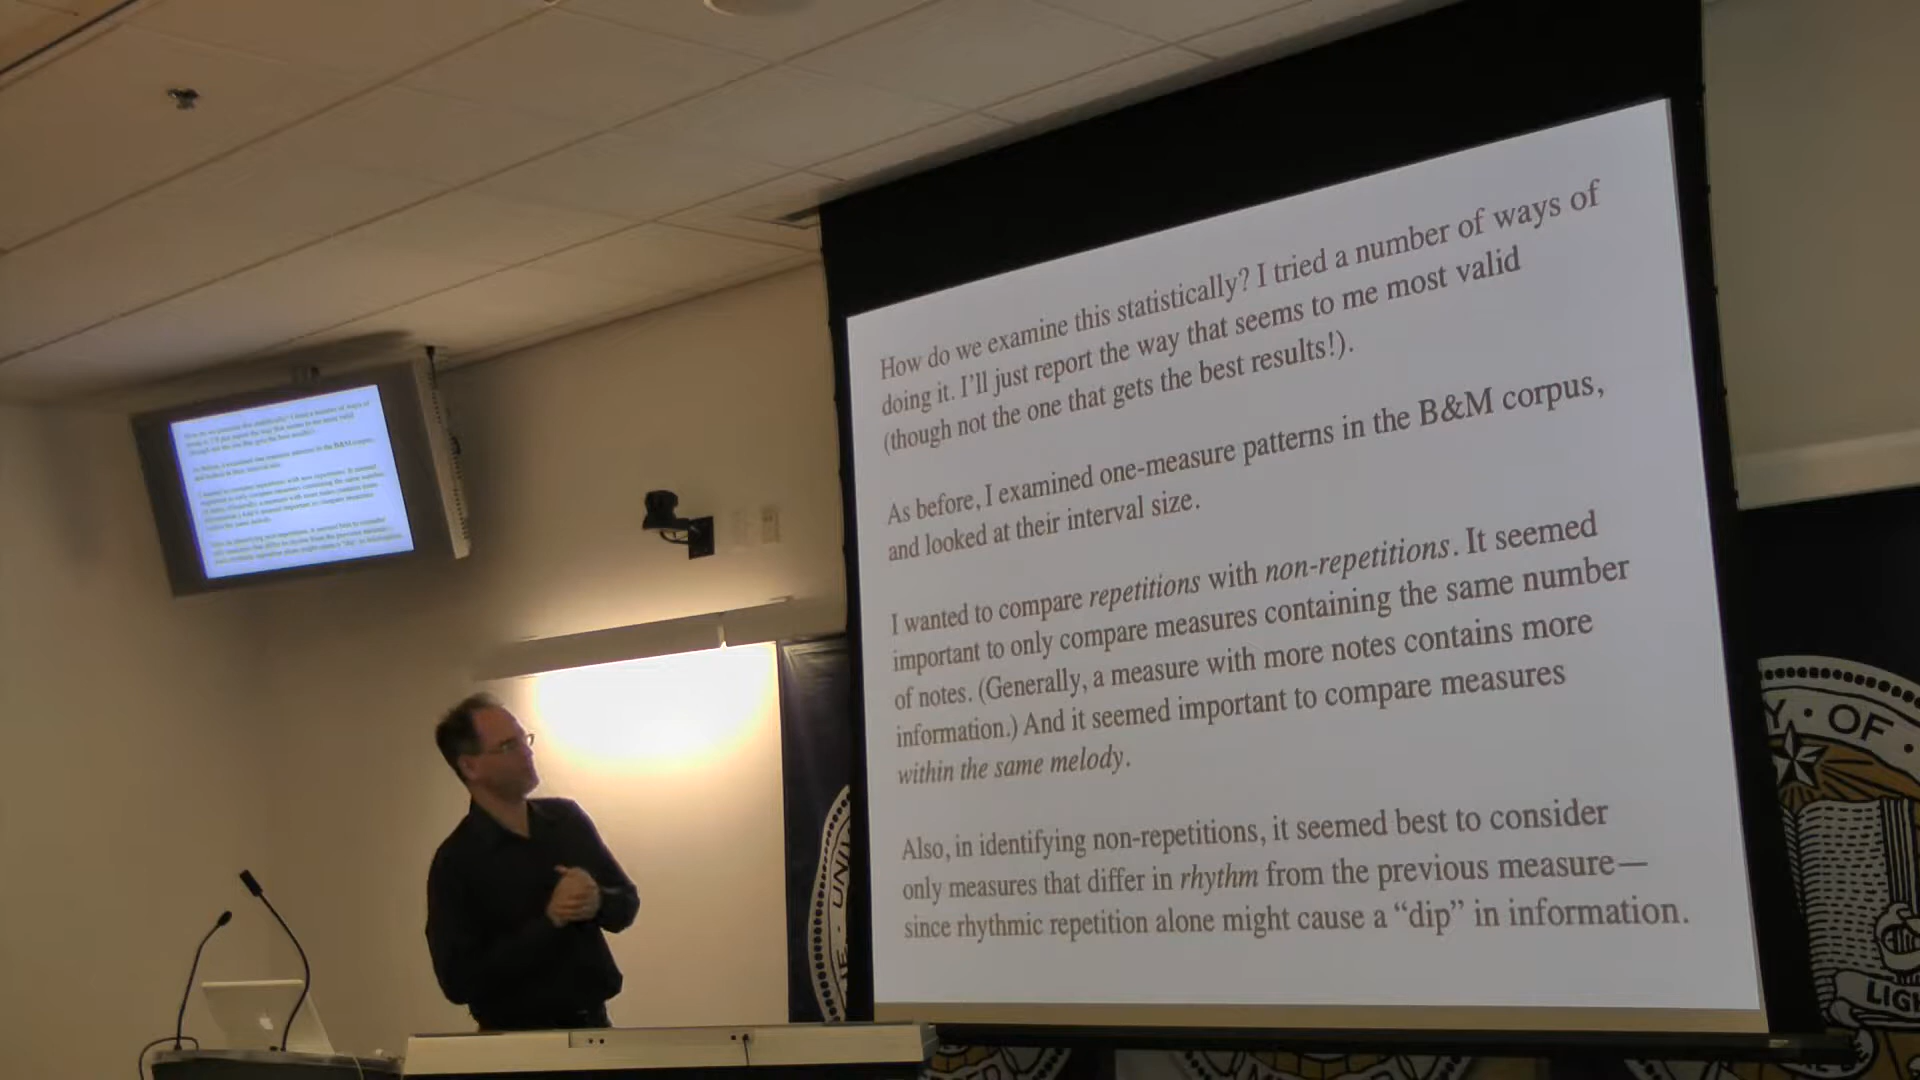 How do we examine this statistically? I tried a number of ways of
doing it. I'll just report the way that seems to me most valid
(though not the one that gets the best results!).
As before, I examined one-measure patterns in the B&M corpus,
and looked at their interval size.
I wanted to compare repetitions with non-repetitions. It seemed
important to only compare measures containing the same number
of notes. (Generally, a measure with more notes contains more
information.) And it seemed important to compare measures
within the same melody.
Also, in identifying non-repetitions, it seemed best to consider
only measures that differ in rhythm from the previous measure—
since rhythmic repetition alone might cause a “dip” in information.
Y · OF ·